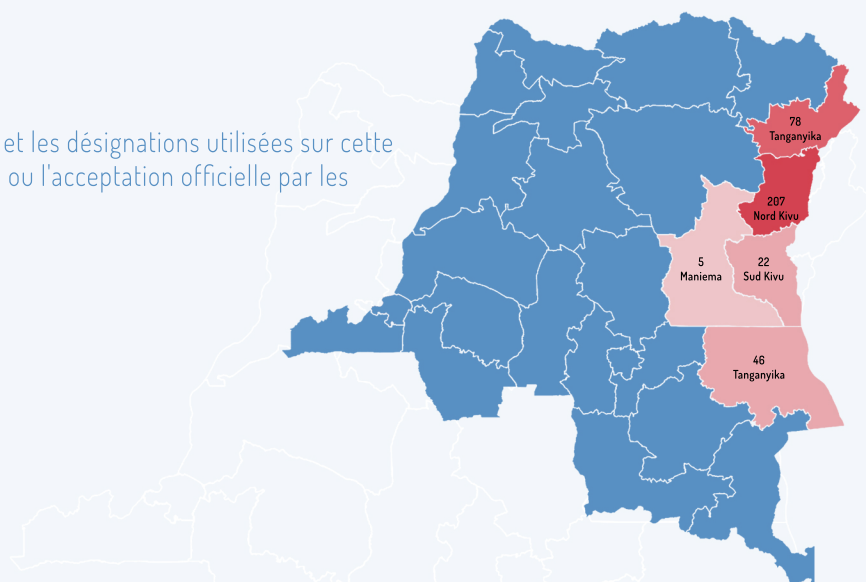 et les désignations utilisées sur cette
ou l'acceptation officielle par les
78
Tanganyika
207
Nord Kivu
5
Maniema
22
Sud Kivu
46
Tanganyika